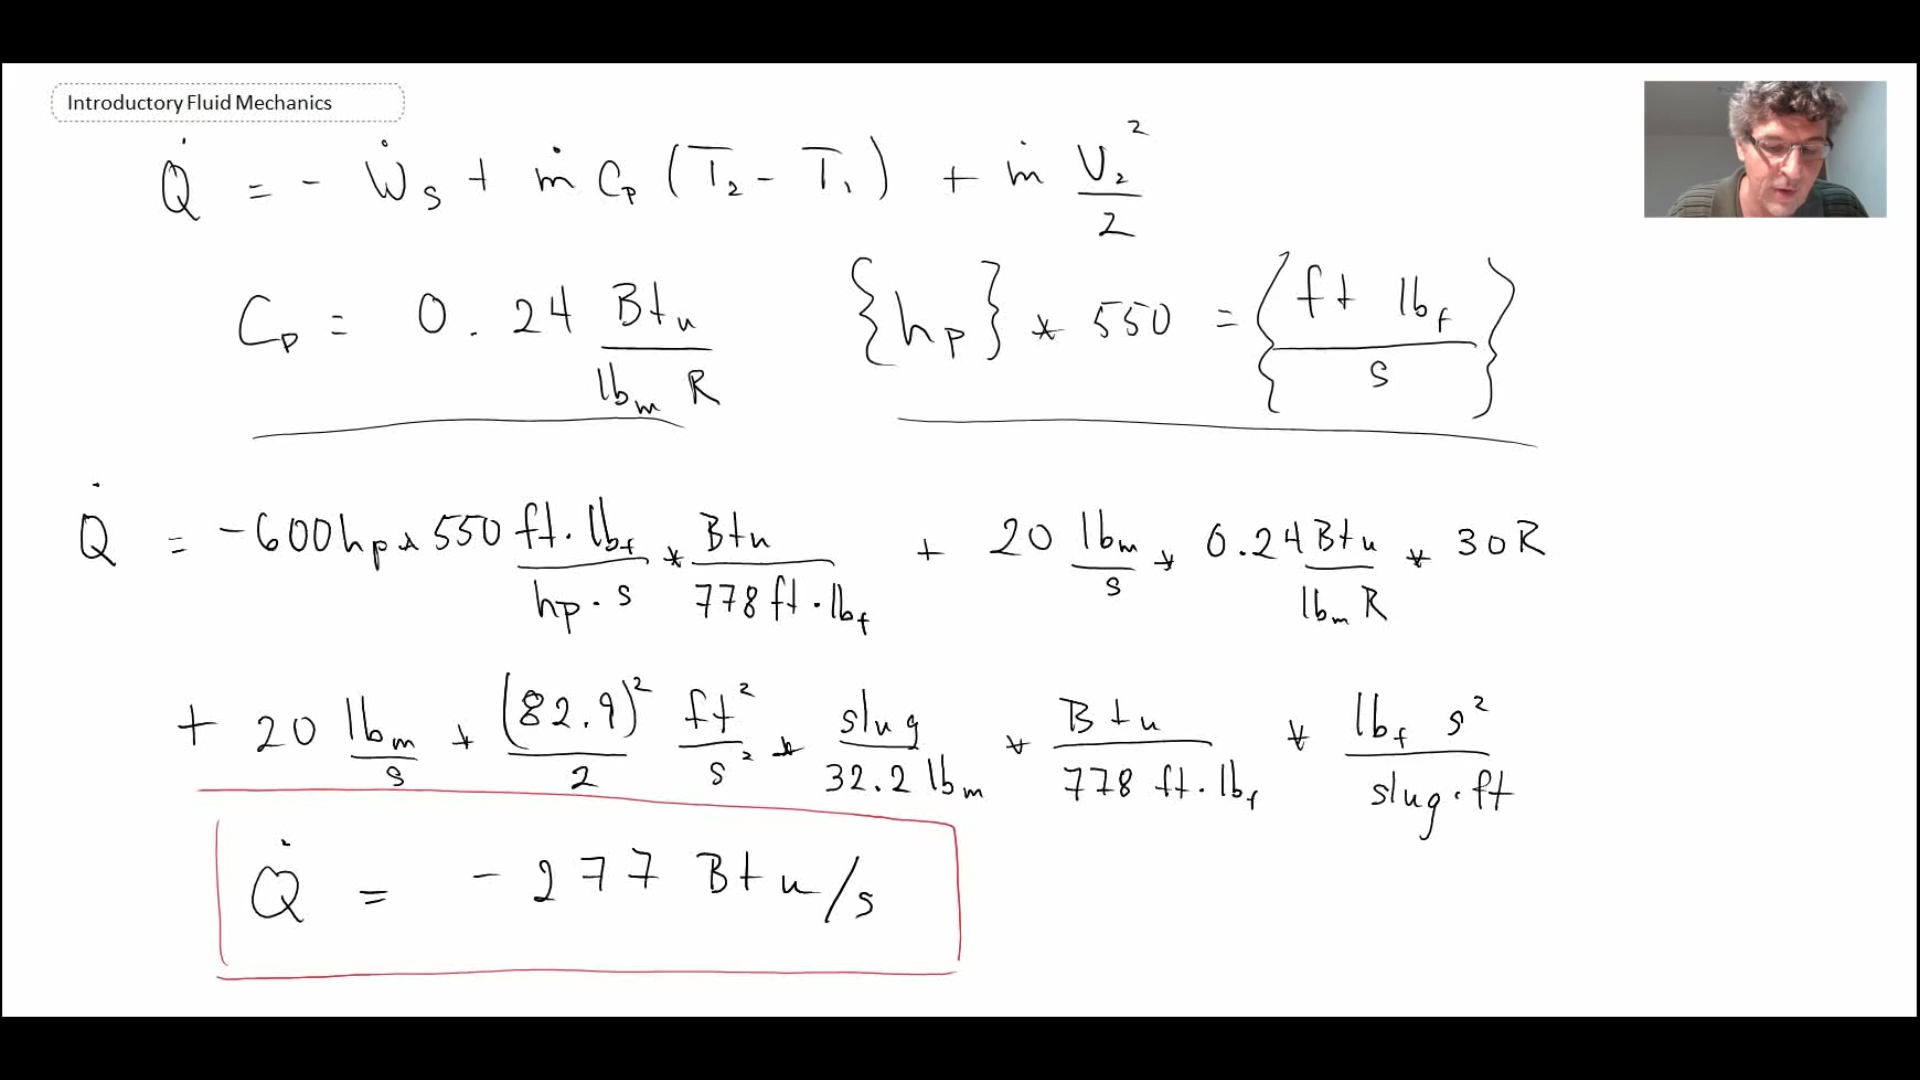 Introductory Fluid Mechanics
Q̇ = - Ẇs + ṁ Cp (T₂ - T₁) + ṁ V₂²/2
Cp = 0.24 Btu/lbm R {hp} * 550 = {ft lbf/s}
Q̇ = -600hp * 550 ft·lbf/hp·s * Btu/778 ft·lbf + 20 lbm/s * 0.24 Btu/lbm R * 30R
+ 20 lbm/s * (82.9)²/2 ft²/s² * slug/32.2 lbm * Btu/778 ft·lbf * lbf s²/slug·ft
Q̇ = - 277 Btu/s